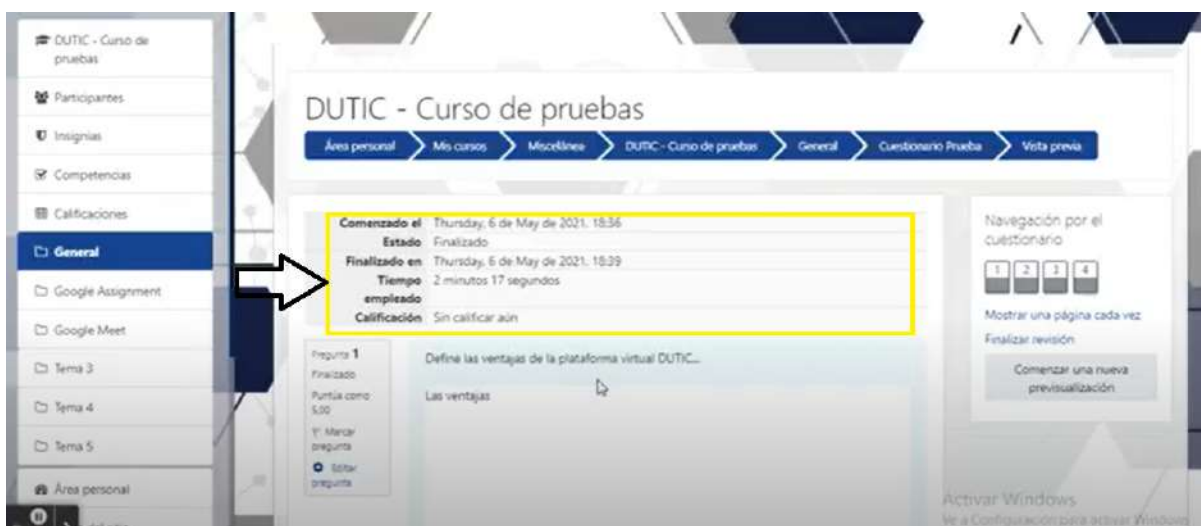 DUTIC - Curso de
pruebas
Participantes
Insignias
Competencias
Calificaciones
General
Google Assignment
Google Meet
Tema 3
Tema 4
Tema 5
Área personal
DUTIC - Curso de pruebas
Área personal
Mis cursos
Miscelánea
DUTIC - Curso de pruebas
General
Cuestionario Prueba
Vista previa
Comenzado el Thursday, 6 de May de 2021, 18:36
Estado Finalizado
Finalizado en Thursday, 6 de May de 2021, 18:39
Tiempo 2 minutos 17 segundos
empleado
Calificación Sin calificar aún
Pregunta 1
Finalizado
Puntúa como
5,00
Marcar
pregunta
Editar
pregunta
Define las ventajas de la plataforma virtual DUTIC...
Las ventajas
Navegación por el
cuestionario
1 2 3 4
Mostrar una página cada vez
Finalizar revisión
Comenzar una nueva
previsualización
Activar Windows
Ve a Configuración para activar Windows